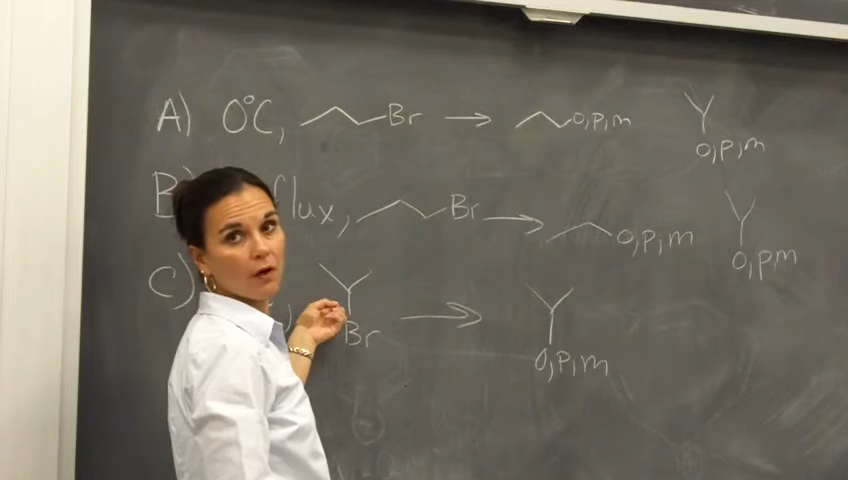 A) 0°C, Br → o,p,m o,p,m
B) flux, Br → o,p,m o,p,m
C) , Br → o,p,m